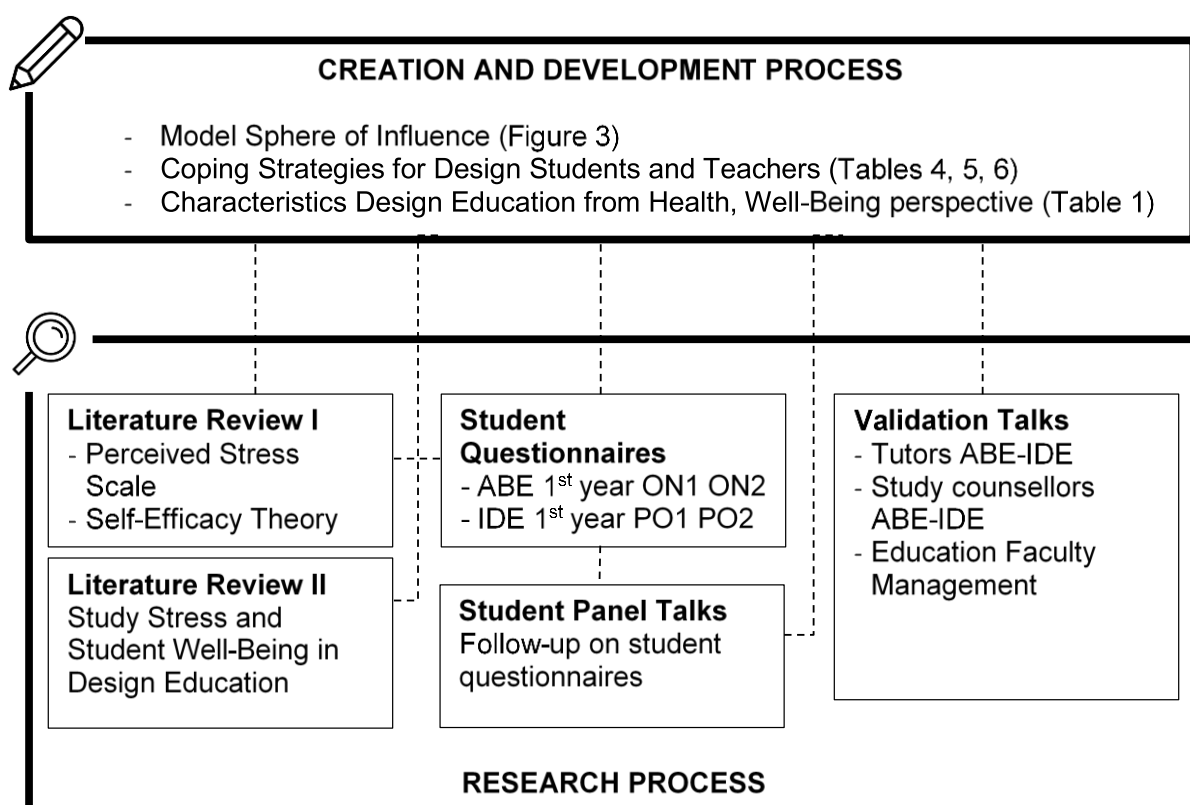 CREATION AND DEVELOPMENT PROCESS
- Model Sphere of Influence (Figure 3)
- Coping Strategies for Design Students and Teachers (Tables 4, 5, 6)
- Characteristics Design Education from Health, Well-Being perspective (Table 1)
Literature Review I
- Perceived Stress
Scale
- Self-Efficacy Theory
Literature Review II
Study Stress and
Student Well-Being in
Design Education
Student
Questionnaires
- ABE 1st year ON1 ON2
- IDE 1st year PO1 PO2
Student Panel Talks
Follow-up on student
questionnaires
Validation Talks
- Tutors ABE-IDE
- Study counsellors
ABE-IDE
- Education Faculty
Management
RESEARCH PROCESS